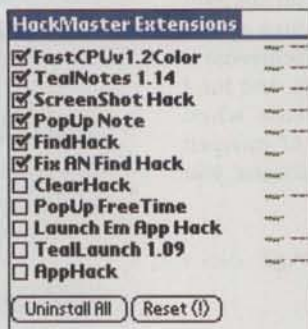 HackMaster Extensions
FastCPUv1.2Color
TealNotes 1.14
ScreenShot Hack
PopUp Note
FindHack
Fix AN Find Hack
ClearHack
PopUp FreeTime
Launch Em App Hack
TealLaunch 1.09
AppHack
Uninstall All Reset (!)